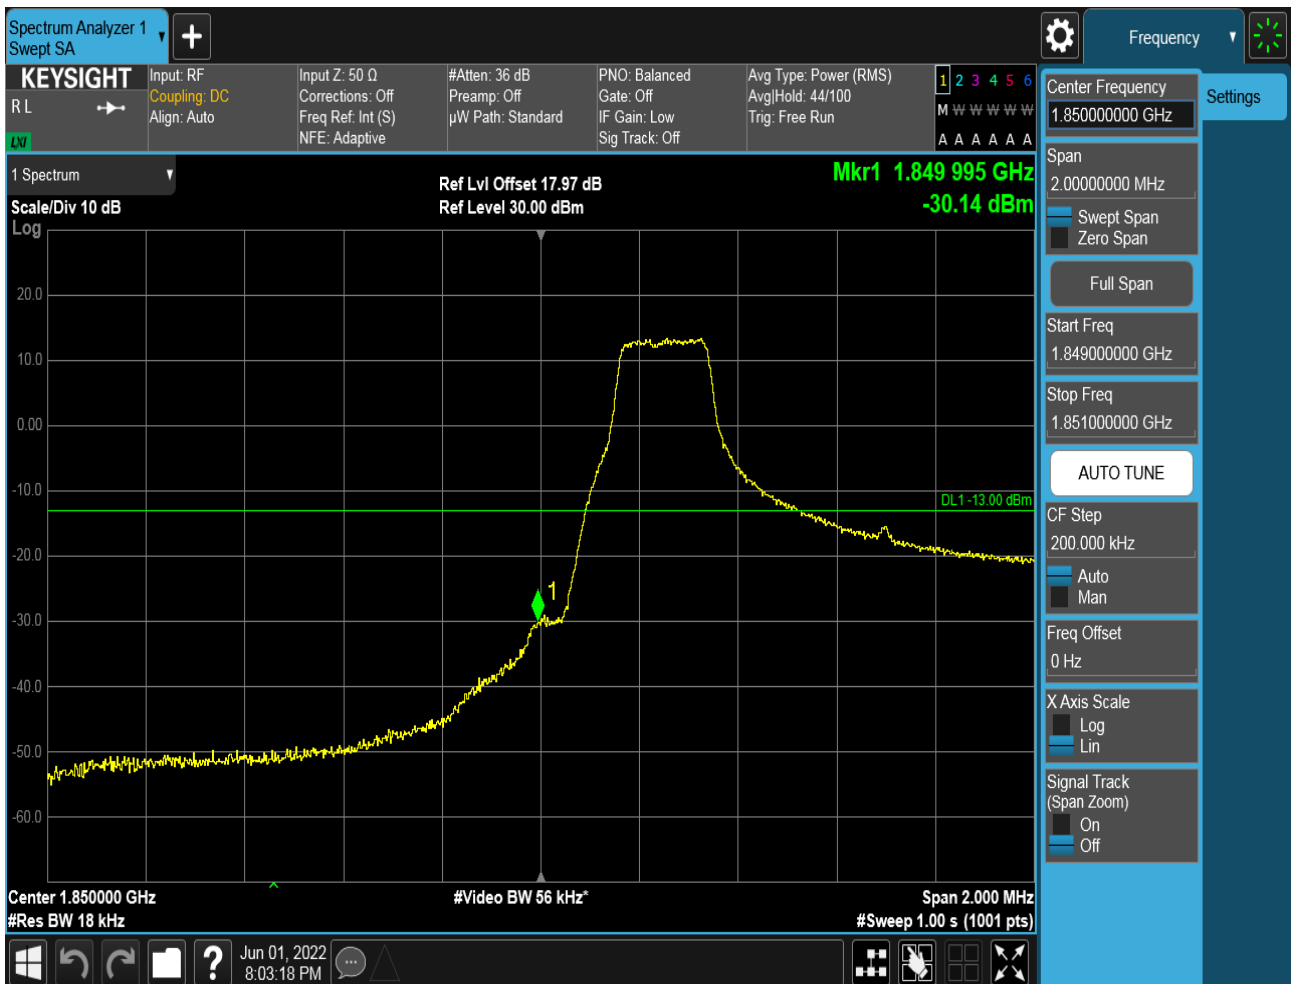 Spectrum Analyzer 1
Swept SA
Frequency
KEYSIGHT
R L
LXI
Input: RF
Coupling: DC
Align: Auto
Input Z: 50 Ω
Corrections: Off
Freq Ref: Int (S)
NFE: Adaptive
#Atten: 36 dB
Preamp: Off
µW Path: Standard
PNO: Balanced
Gate: Off
IF Gain: Low
Sig Track: Off
Avg Type: Power (RMS)
Avg|Hold: 44/100
Trig: Free Run
1 2 3 4 5 6
M W W W W W
A A A A A A
1 Spectrum
Scale/Div 10 dB
Log
Ref Lvl Offset 17.97 dB
Ref Level 30.00 dBm
Mkr1 1.849 995 GHz
-30.14 dBm
20.0
10.0
0.00
-10.0
-20.0
-30.0
-40.0
-50.0
-60.0
DL1 -13.00 dBm
1
Center 1.850000 GHz
#Res BW 18 kHz
#Video BW 56 kHz*
Span 2.000 MHz
#Sweep 1.00 s (1001 pts)
Center Frequency
1.850000000 GHz
Settings
Span
2.00000000 MHz
Swept Span
Zero Span
Full Span
Start Freq
1.849000000 GHz
Stop Freq
1.851000000 GHz
AUTO TUNE
CF Step
200.000 kHz
Auto
Man
Freq Offset
0 Hz
X Axis Scale
Log
Lin
Signal Track
(Span Zoom)
On
Off
?
Jun 01, 2022
8:03:18 PM